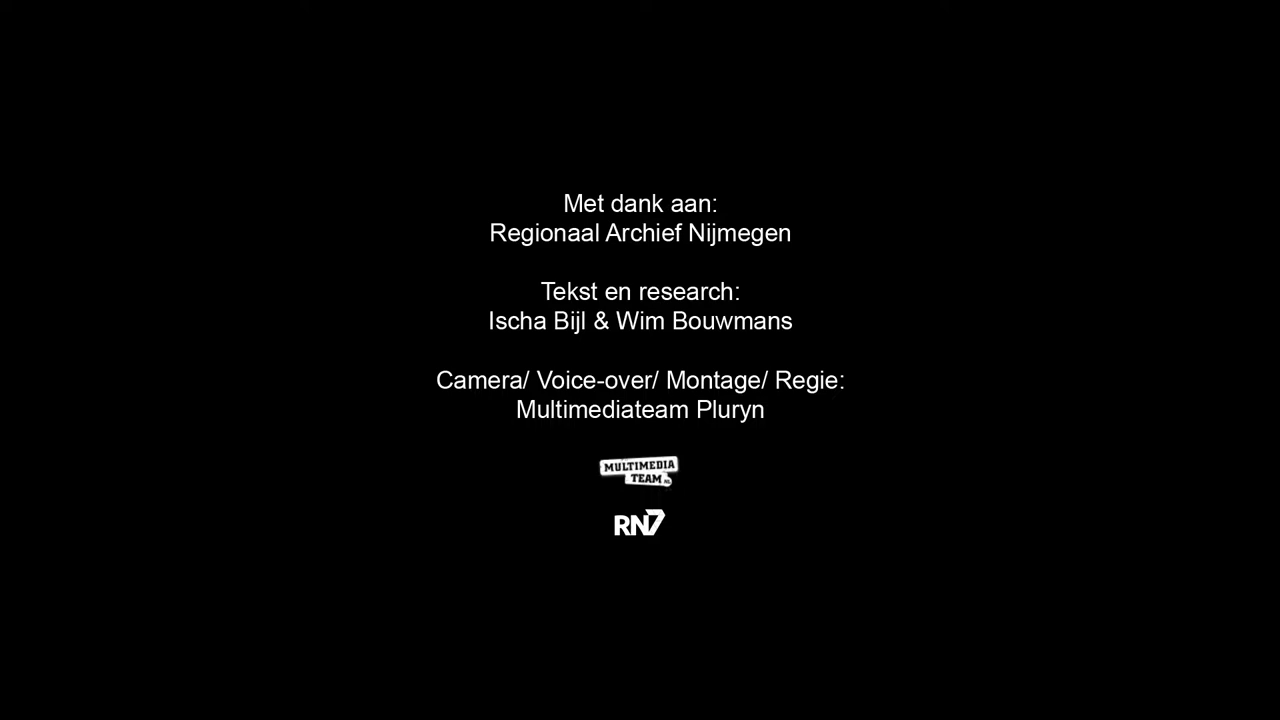 Met dank aan:
Regionaal Archief Nijmegen
Tekst en research:
Ischa Bijl & Wim Bouwmans
Camera/ Voice-over/ Montage/ Regie:
Multimediateam Pluryn
MULTIMEDIA
TEAM.NL
RN7